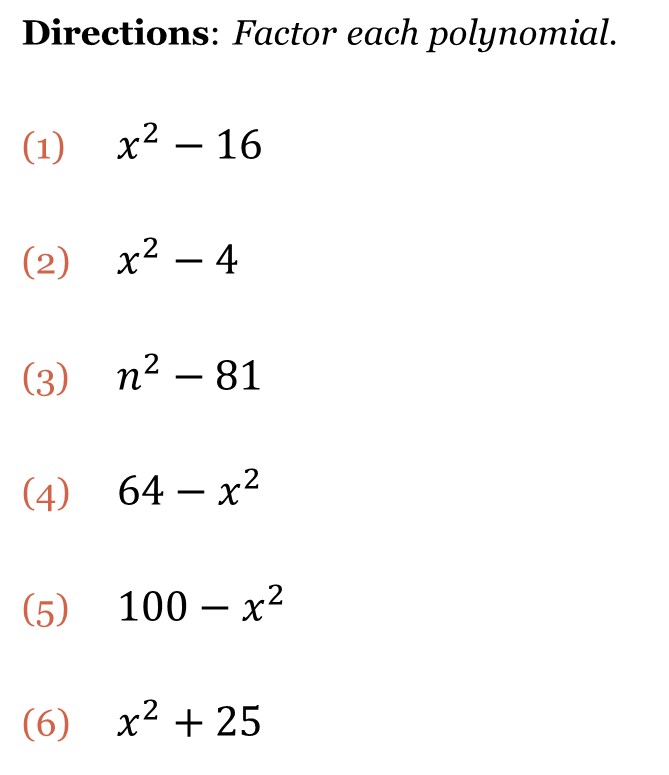 Directions: Factor each polynomial.
(1) x² − 16
(2) x² − 4
(3) n² − 81
(4) 64 − x²
(5) 100 − x²
(6) x² + 25